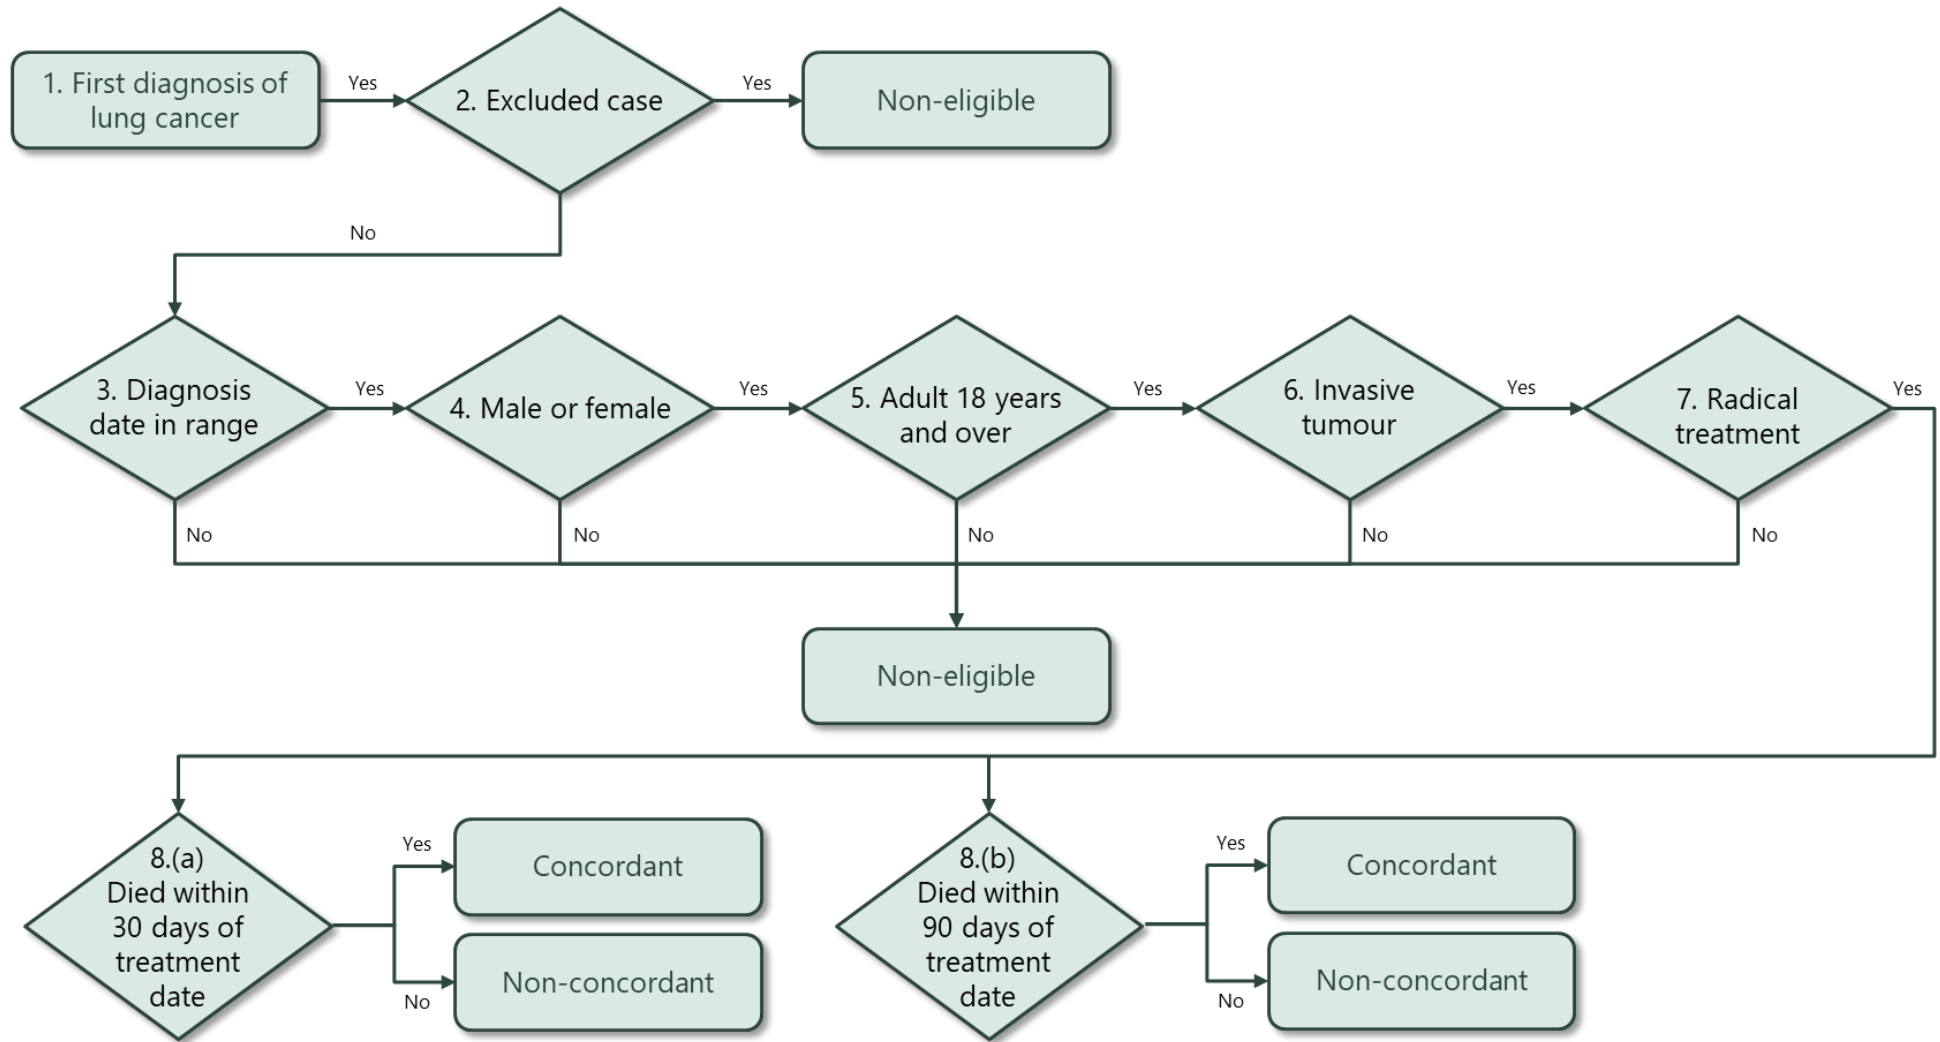 1. First diagnosis of
lung cancer
Yes
2. Excluded case
Yes
Non-eligible
No
3. Diagnosis
date in range
Yes
4. Male or female
Yes
5. Adult 18 years
and over
Yes
6. Invasive
tumour
Yes
7. Radical
treatment
Yes
No
No
No
No
No
Non-eligible
8.(a)
Died within
30 days of
treatment
date
Yes
Concordant
No
Non-concordant
8.(b)
Died within
90 days of
treatment
date
Yes
Concordant
No
Non-concordant